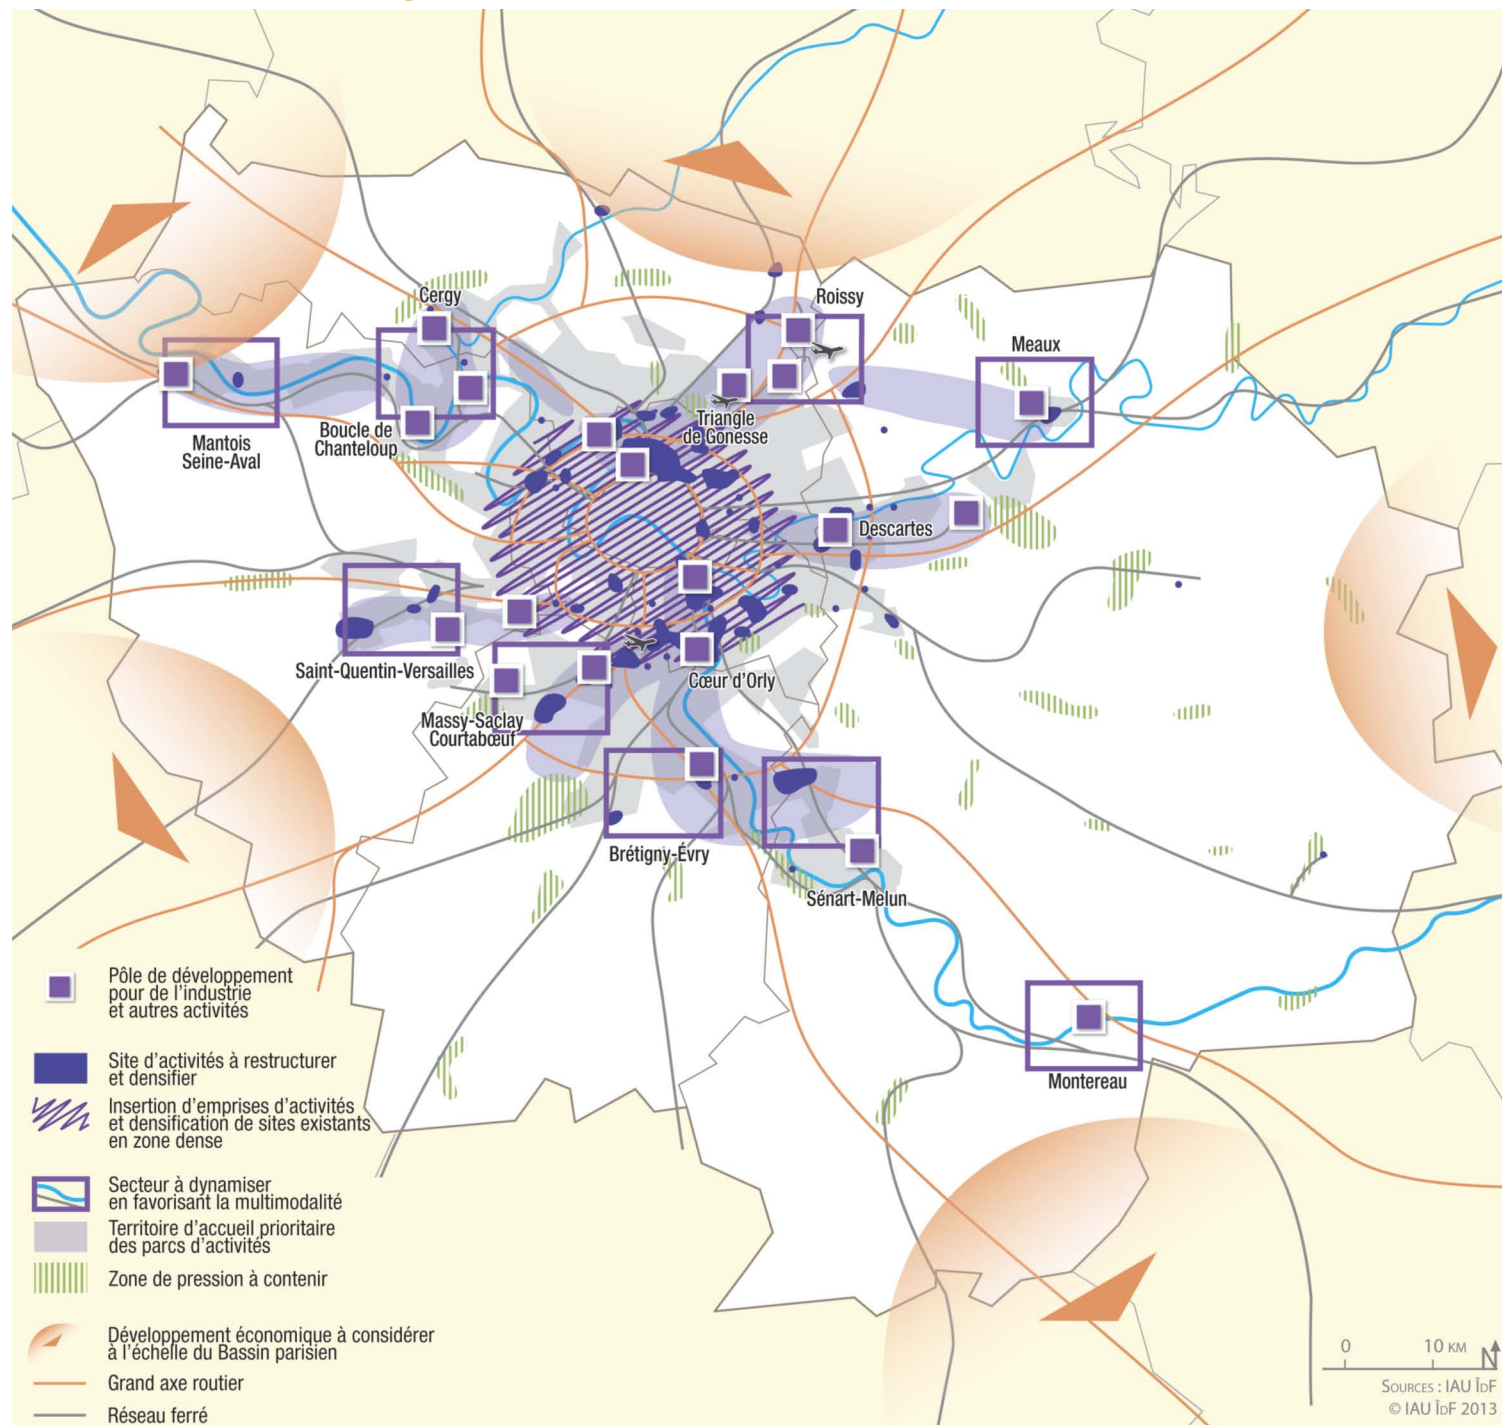 Cergy
Roissy
Meaux
Mantois
Seine-Aval
Boucle de
Chanteloup
Triangle
de Gonesse
Descartes
Saint-Quentin-Versailles
Cœur d'Orly
Massy-Saclay
Courtabœuf
Brétigny-Évry
Sénart-Melun
Montereau
Pôle de développement
pour de l'industrie
et autres activités
Site d'activités à restructurer
et densifier
Insertion d'emprises d'activités
et densification de sites existants
en zone dense
Secteur à dynamiser
en favorisant la multimodalité
Territoire d'accueil prioritaire
des parcs d'activités
Zone de pression à contenir
Développement économique à considérer
à l'échelle du Bassin parisien
Grand axe routier
Réseau ferré
0 10 KM N
SOURCES : IAU ÎDF
© IAU ÎDF 2013